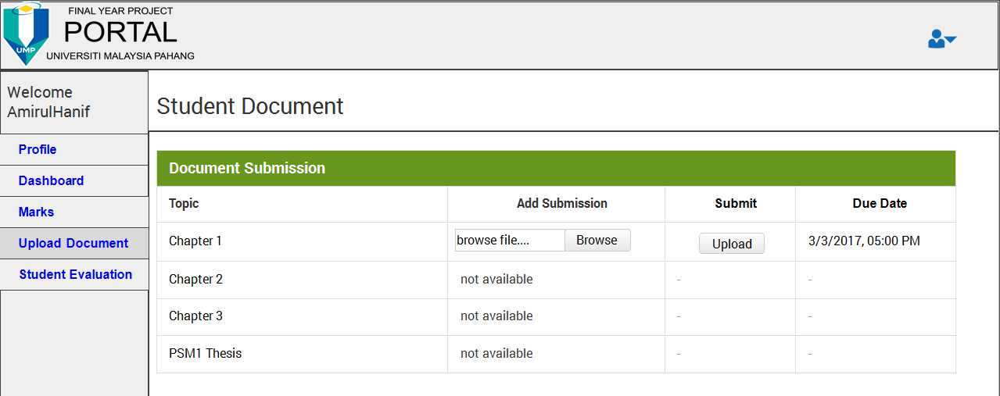 FINAL YEAR PROJECT
PORTAL
UMP
UNIVERSITI MALAYSIA PAHANG
Welcome
AmirulHanif
Profile
Dashboard
Marks
Upload Document
Student Evaluation
Student Document
Document Submission
Topic Add Submission Submit Due Date
Chapter 1 browse file.... Browse Upload 3/3/2017, 05:00 PM
Chapter 2 not available - -
Chapter 3 not available - -
PSM1 Thesis not available - -